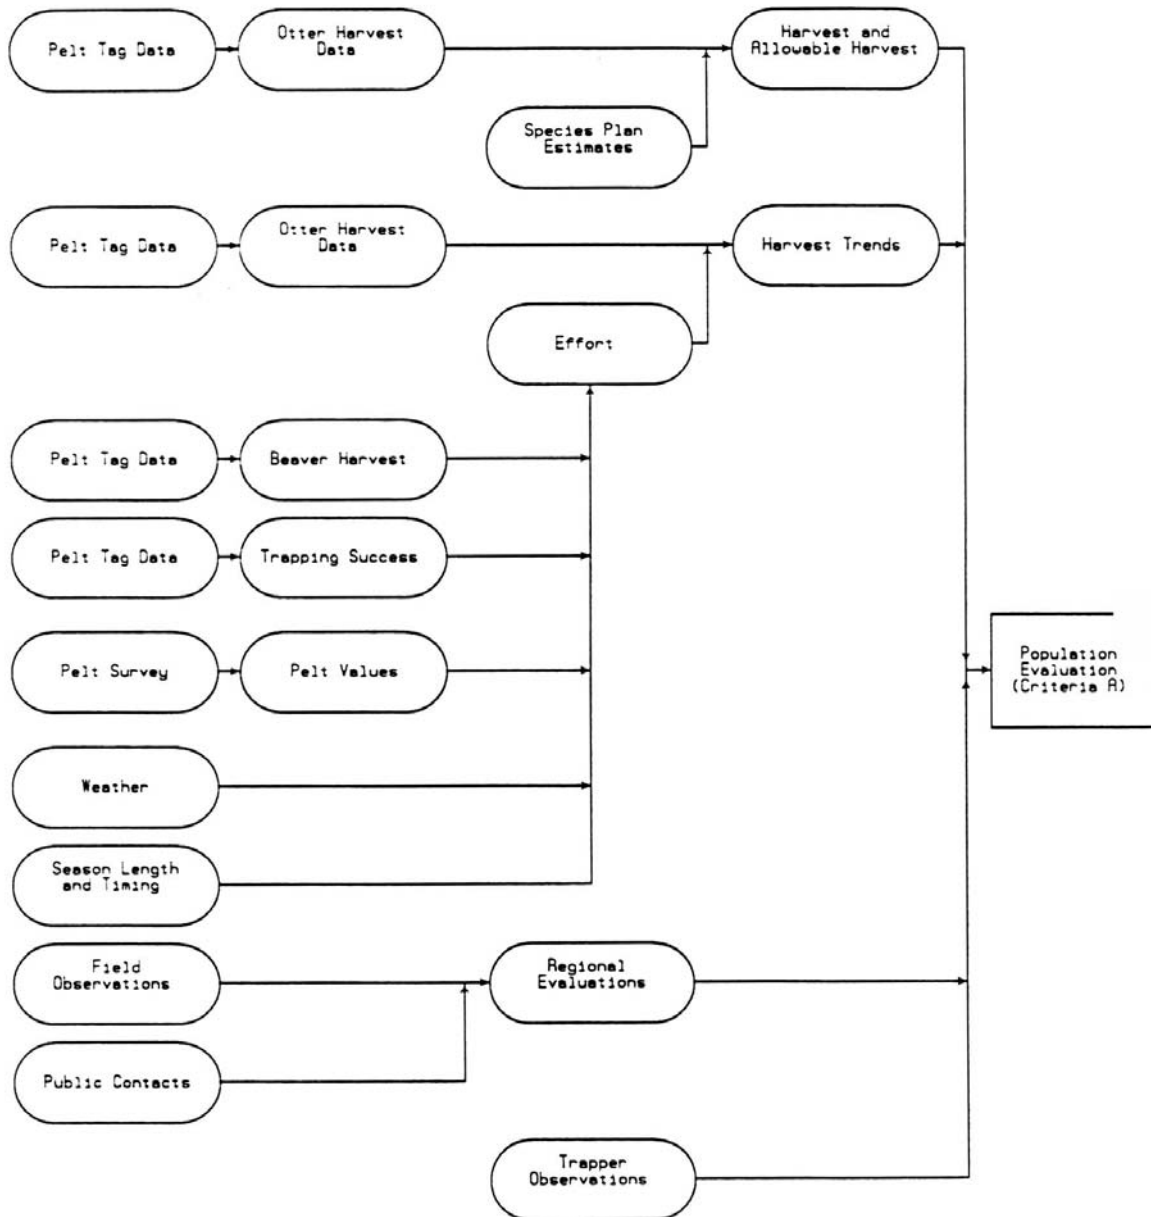 Pelt Tag Data
Otter Harvest
Data
Harvest and
Allowable Harvest
Species Plan
Estimates
Pelt Tag Data
Otter Harvest
Data
Harvest Trends
Effort
Pelt Tag Data
Beaver Harvest
Pelt Tag Data
Trapping Success
Pelt Survey
Pelt Values
Population
Evaluation
(Criteria A)
Weather
Season Length
and Timing
Field
Observations
Regional
Evaluations
Public Contacts
Trapper
Observations